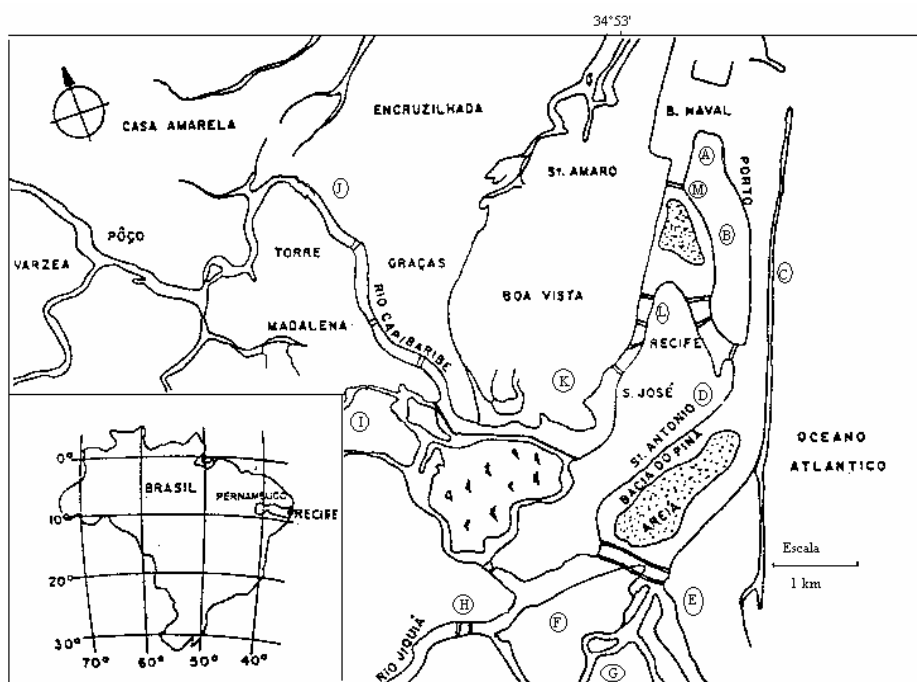 34°53'
ENCRUZILHADA
B. NAVAL
CASA AMARELA
A
PORTO
St. AMARO
J
M
PÔÇO
B
TORRE
VARZEA
GRAÇAS
C
BOA VISTA
RIO CAPIBARIBE
L
MADALENA
RECIFE
K
S. JOSÉ
D
I
St. ANTONIO
OCEANO
ATLANTICO
BACIA DO PINA
AREIA
0°
BRASIL
PERNAMBUCO
RECIFE
10°
Escala
1 km
20°
H
E
F
30°
RIO JIQUIÁ
G
70° 60° 50° 40°